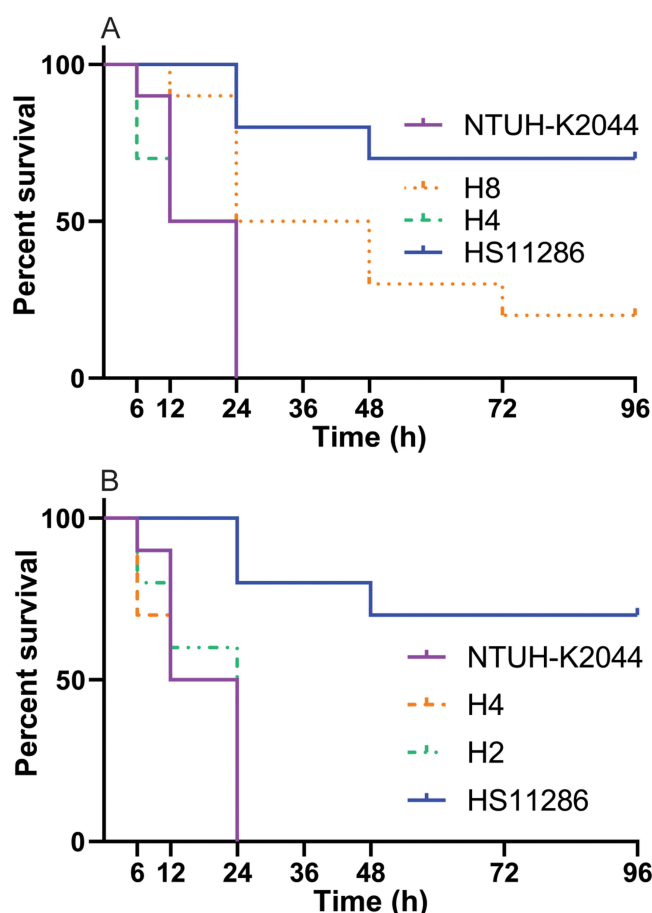 A
Percent survival
100
50
0
NTUH-K2044
H8
H4
HS11286
6 12 24 36 48 72 96
Time (h)
B
Percent survival
100
50
0
NTUH-K2044
H4
H2
HS11286
6 12 24 36 48 72 96
Time (h)